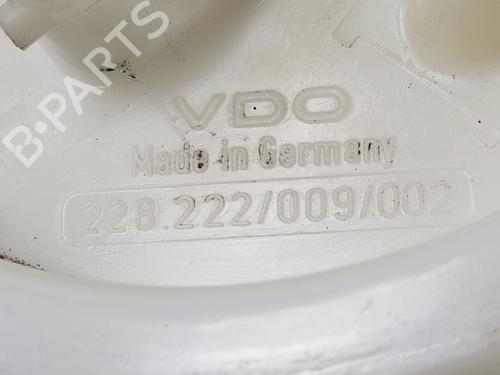 VDO
Made in Germany
228.222/009/002
B-PARTS